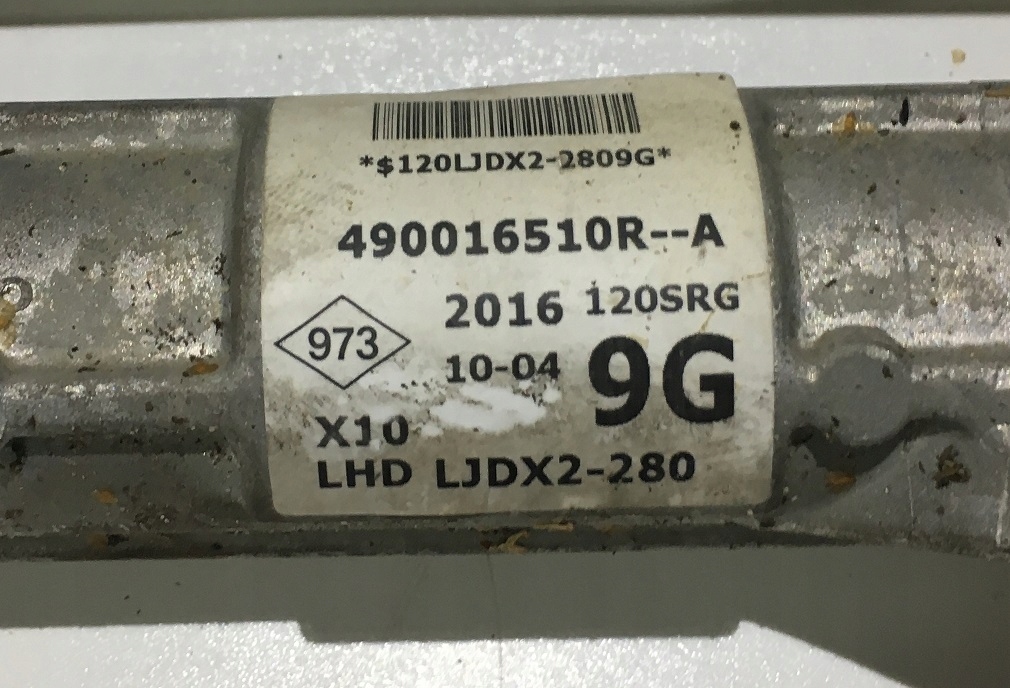 *$120LJDX2-2809G*
490016510R--A
2016 120SRG
973
10-04 9G
X10
LHD LJDX2-280